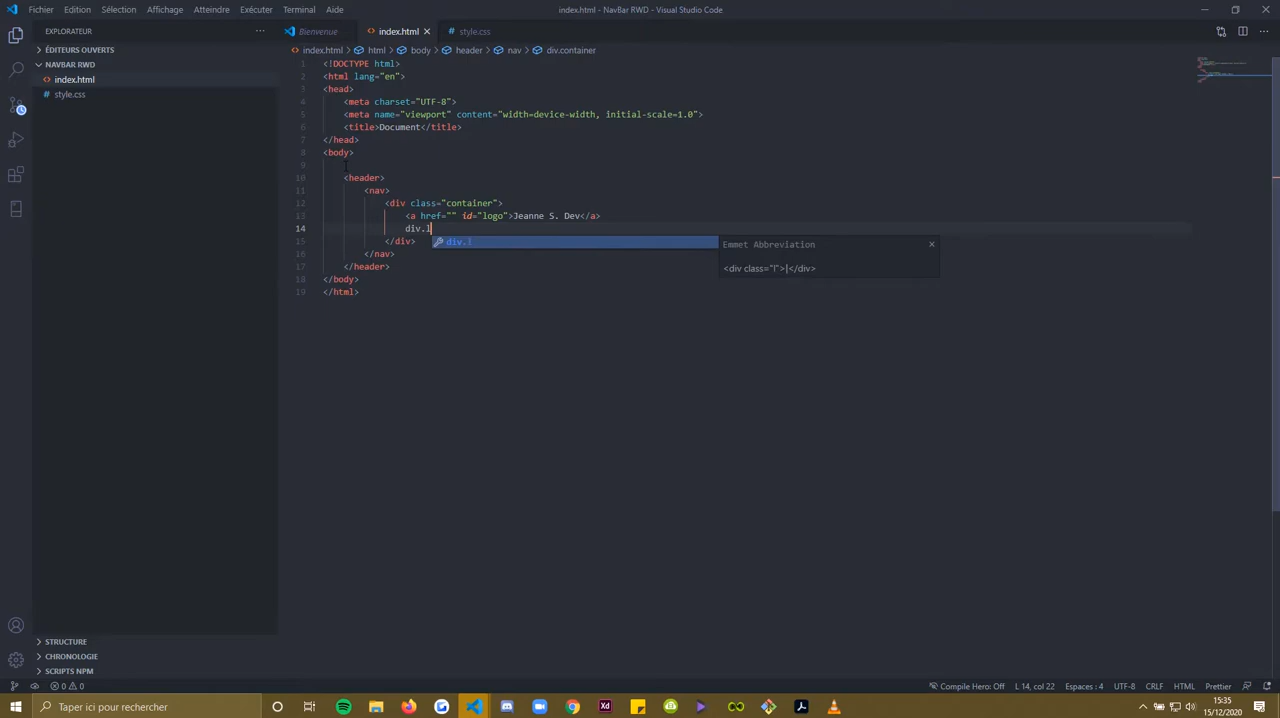 Fichier Edition Sélection Affichage Atteindre Exécuter Terminal Aide index.html - NavBar RWD - Visual Studio Code
EXPLORATEUR ··· Bienvenue <> index.html × # style.css ···
ÉDITEURS OUVERTS
<> index.html > html > body > header > nav > div.container
NAVBAR RWD
<> index.html
# style.css
1 <!DOCTYPE html>
2 <html lang="en">
3 <head>
4 <meta charset="UTF-8">
5 <meta name="viewport" content="width=device-width, initial-scale=1.0">
6 <title>Document</title>
7 </head>
8 <body>
9
10 <header>
11 <nav>
12 <div class="container">
13 <a href="" id="logo">Jeanne S. Dev</a>
14 div.l
div.l
Emmet Abbreviation ×
<div class="l">|</div>
15 </div>
16 </nav>
17 </header>
18 </body>
19 </html>
STRUCTURE
CHRONOLOGIE
SCRIPTS NPM
0 0 Compile Hero: Off L 14, col 22 Espaces : 4 UTF-8 CRLF HTML Prettier
Taper ici pour rechercher Xd
15:35
15/12/2020